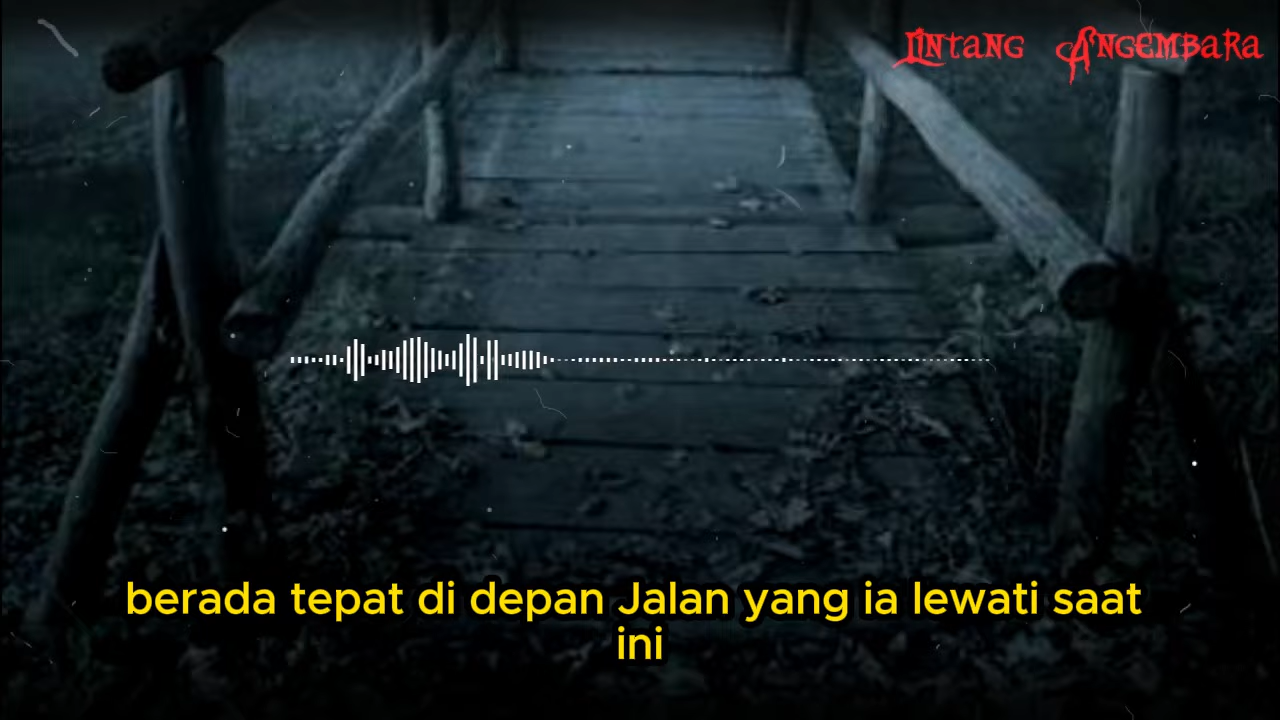 Lintang Angembara
berada tepat di depan Jalan yang ia lewati saat
ini